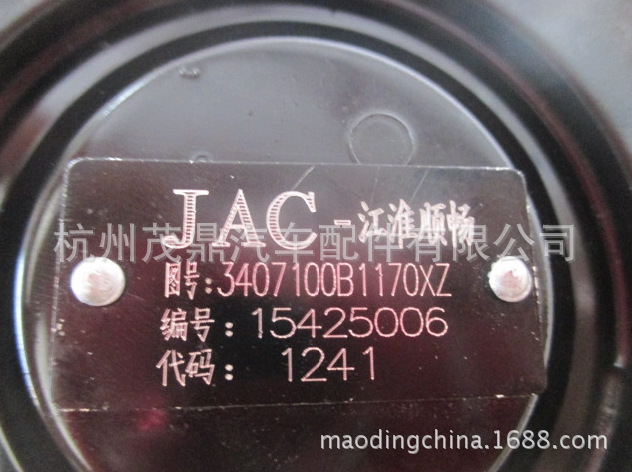 JAC-江淮顺畅
杭州茂鼎汽车配件有限公司
图号:3407100B1170XZ
编号:15425006
代码: 1241
maodingchina.1688.com